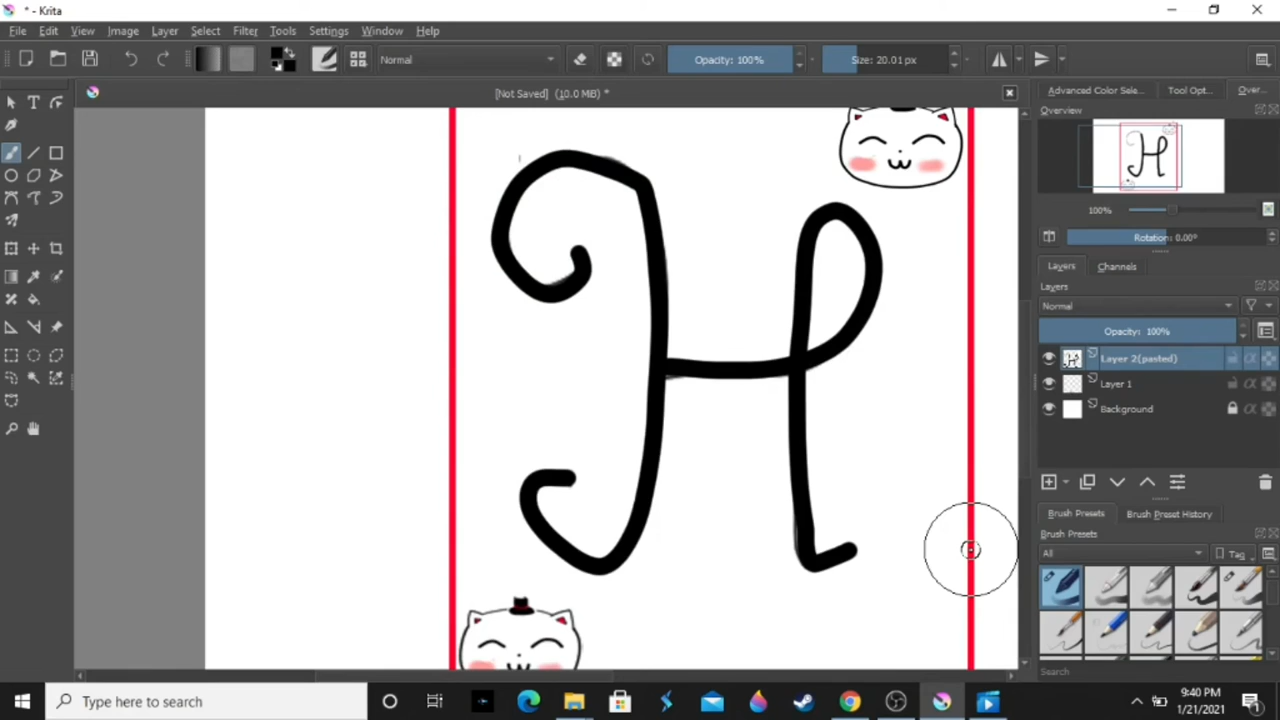 * - Krita
File Edit View Image Layer Select Filter Tools Settings Window Help
Normal Opacity: 100% Size: 20.01 px
[Not Saved] (10.0 MB) *
Advanced Color Sele... Tool Opt... Over...
Overview
H
100%
Rotation: 0.00°
Layers Channels
Layers
Normal
Opacity: 100%
Layer 2(pasted)
Layer 1
Background
Brush Presets Brush Preset History
Brush Presets
All Tag
Search
Type here to search
9:40 PM
1/21/2021